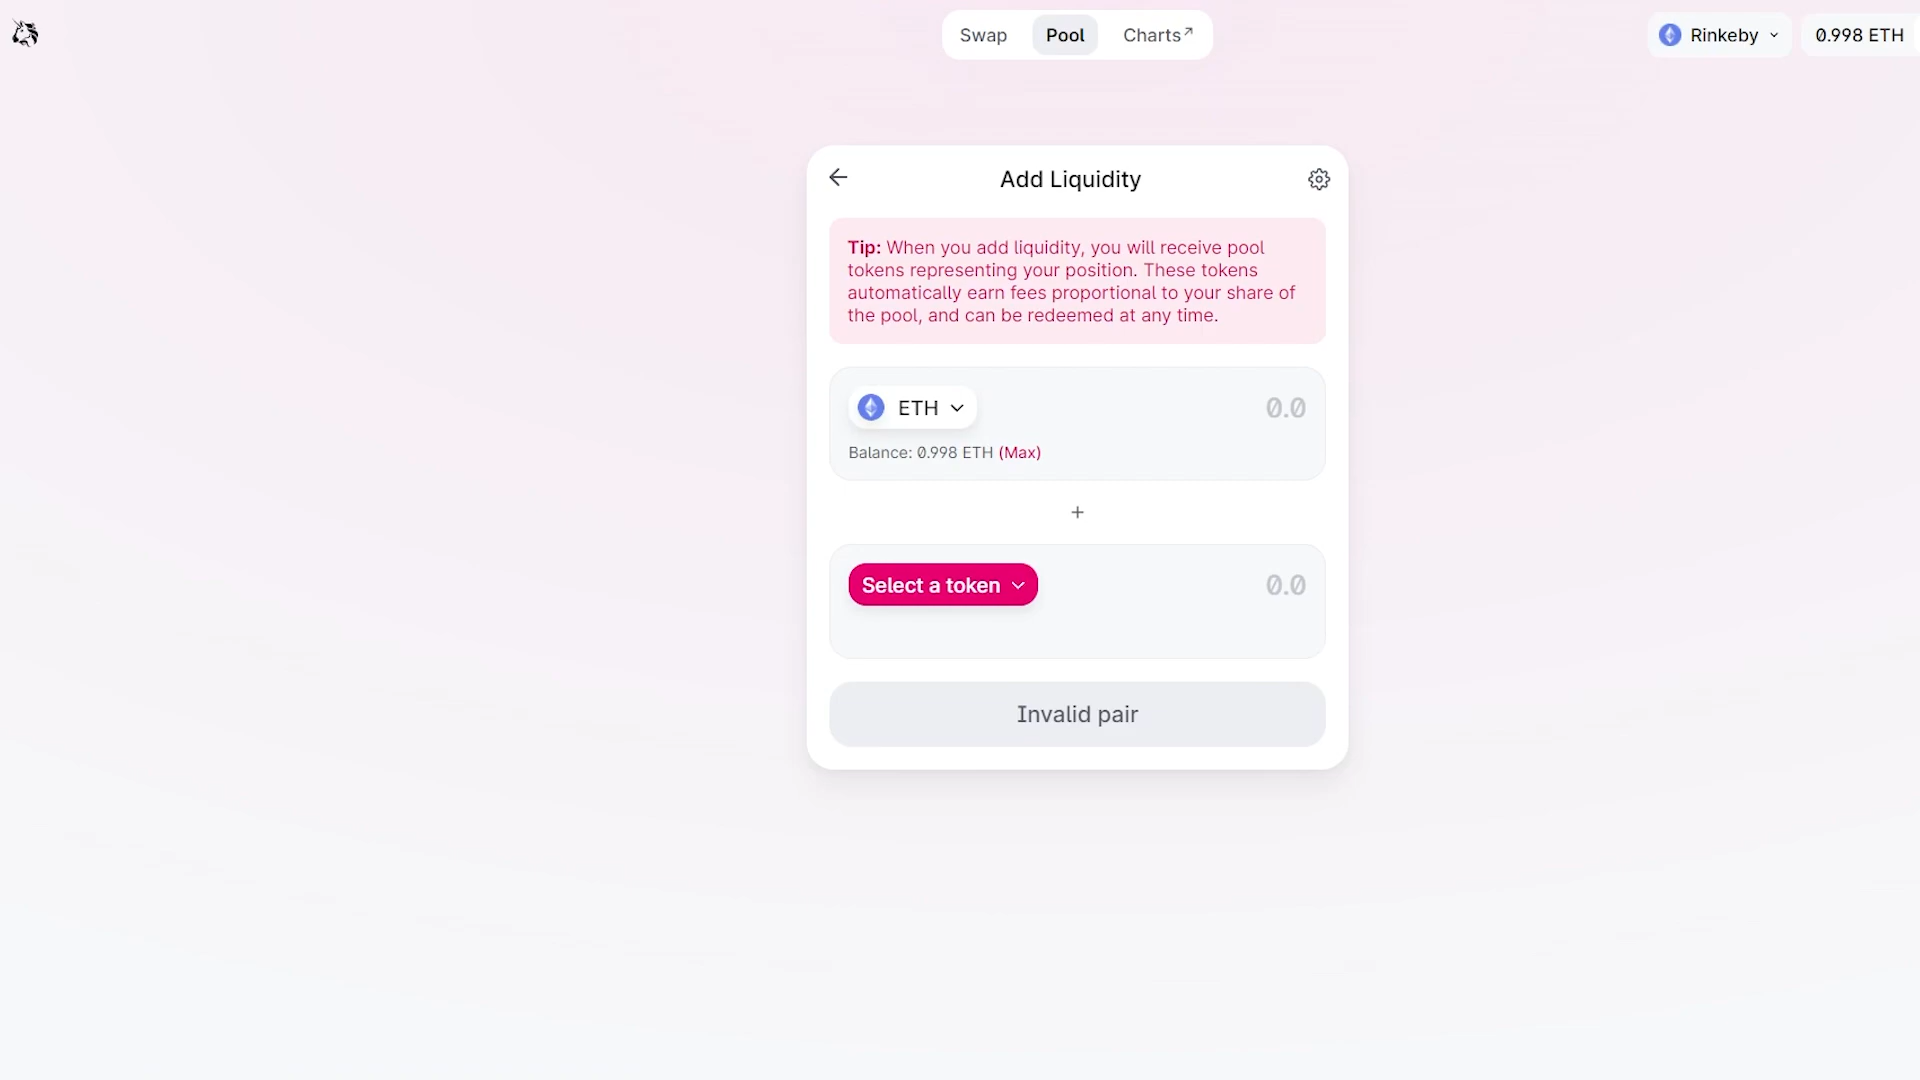 Swap Pool Charts↗ Rinkeby 0.998 ETH
Add Liquidity
Tip: When you add liquidity, you will receive pool
tokens representing your position. These tokens
automatically earn fees proportional to your share of
the pool, and can be redeemed at any time.
ETH 0.0
Balance: 0.998 ETH (Max)
+
Select a token 0.0
Invalid pair